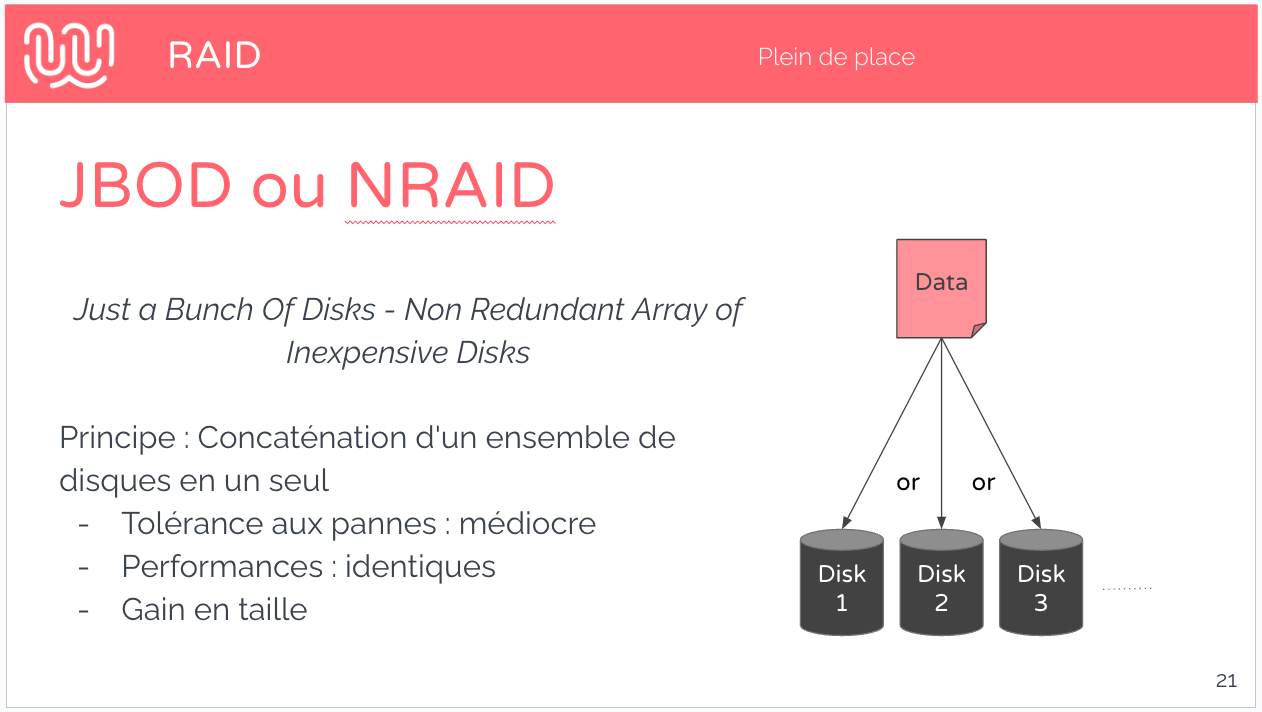 RAID
Plein de place
JBOD ou NRAID
Just a Bunch Of Disks - Non Redundant Array of
Inexpensive Disks
Principe : Concaténation d'un ensemble de
disques en un seul
- Tolérance aux pannes : médiocre
- Performances : identiques
- Gain en taille
Data
or or
Disk Disk Disk
1 2 3
..........
21